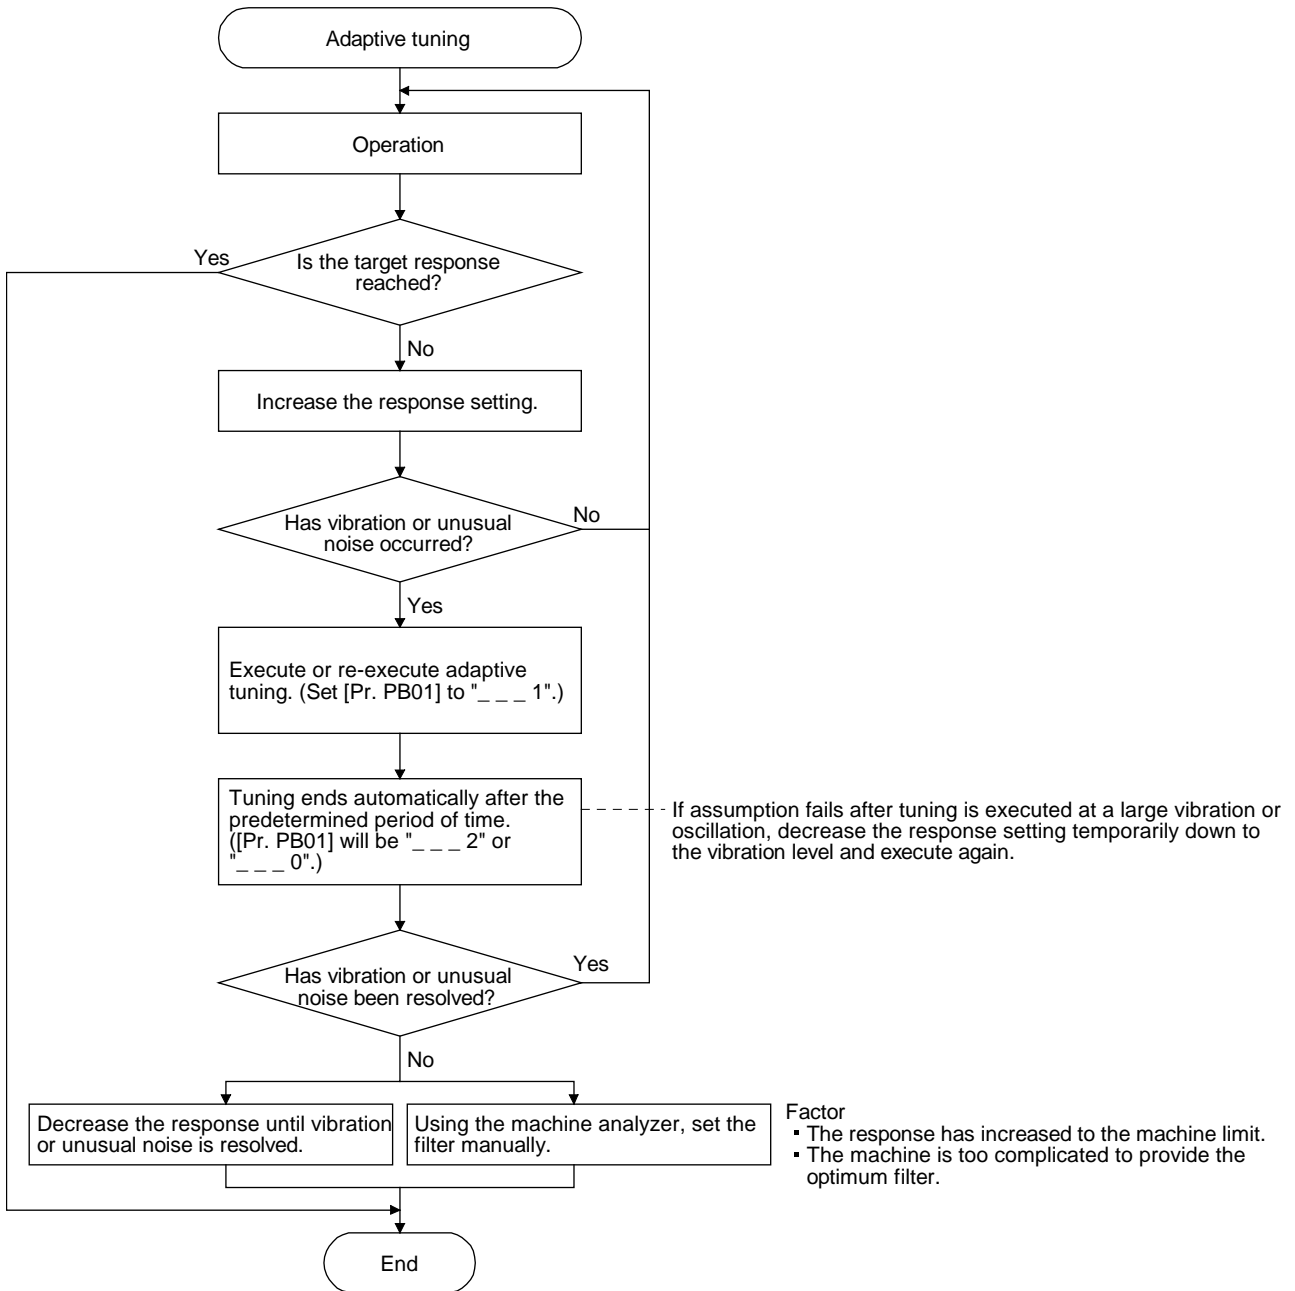 Adaptive tuning
Operation
Yes
Is the target response
reached?
No
Increase the response setting.
Has vibration or unusual
noise occurred?
No
Yes
Execute or re-execute adaptive
tuning. (Set [Pr. PB01] to "_ _ _ 1".)
Tuning ends automatically after the
predetermined period of time.
([Pr. PB01] will be "_ _ _ 2" or
"_ _ _ 0".)
If assumption fails after tuning is executed at a large vibration or
oscillation, decrease the response setting temporarily down to
the vibration level and execute again.
Has vibration or unusual
noise been resolved?
Yes
No
Decrease the response until vibration
or unusual noise is resolved.
Using the machine analyzer, set the
filter manually.
Factor
▪ The response has increased to the machine limit.
▪ The machine is too complicated to provide the
optimum filter.
End